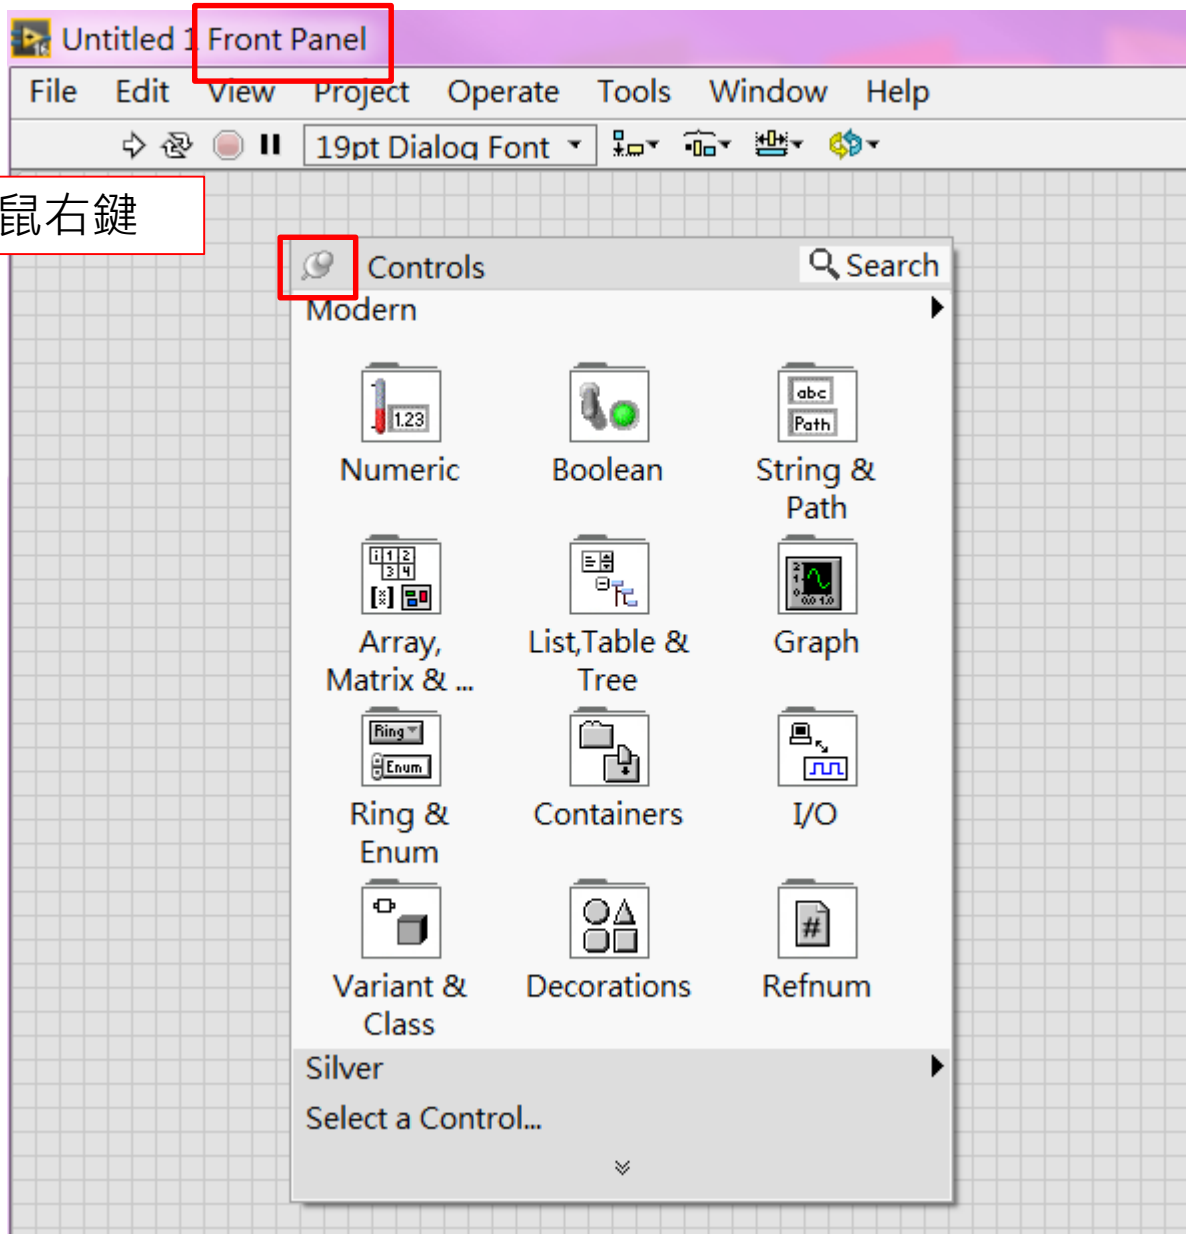 Untitled 1 Front Panel
File Edit View Project Operate Tools Window Help
19pt Dialog Font
鼠右鍵
Controls Search
Modern
1.23
abc
Path
Numeric Boolean String &
Path
Array, List,Table & Graph
Matrix & ... Tree
Ring
Enum
Ring & Containers I/O
Enum
#
Variant & Decorations Refnum
Class
Silver
Select a Control...